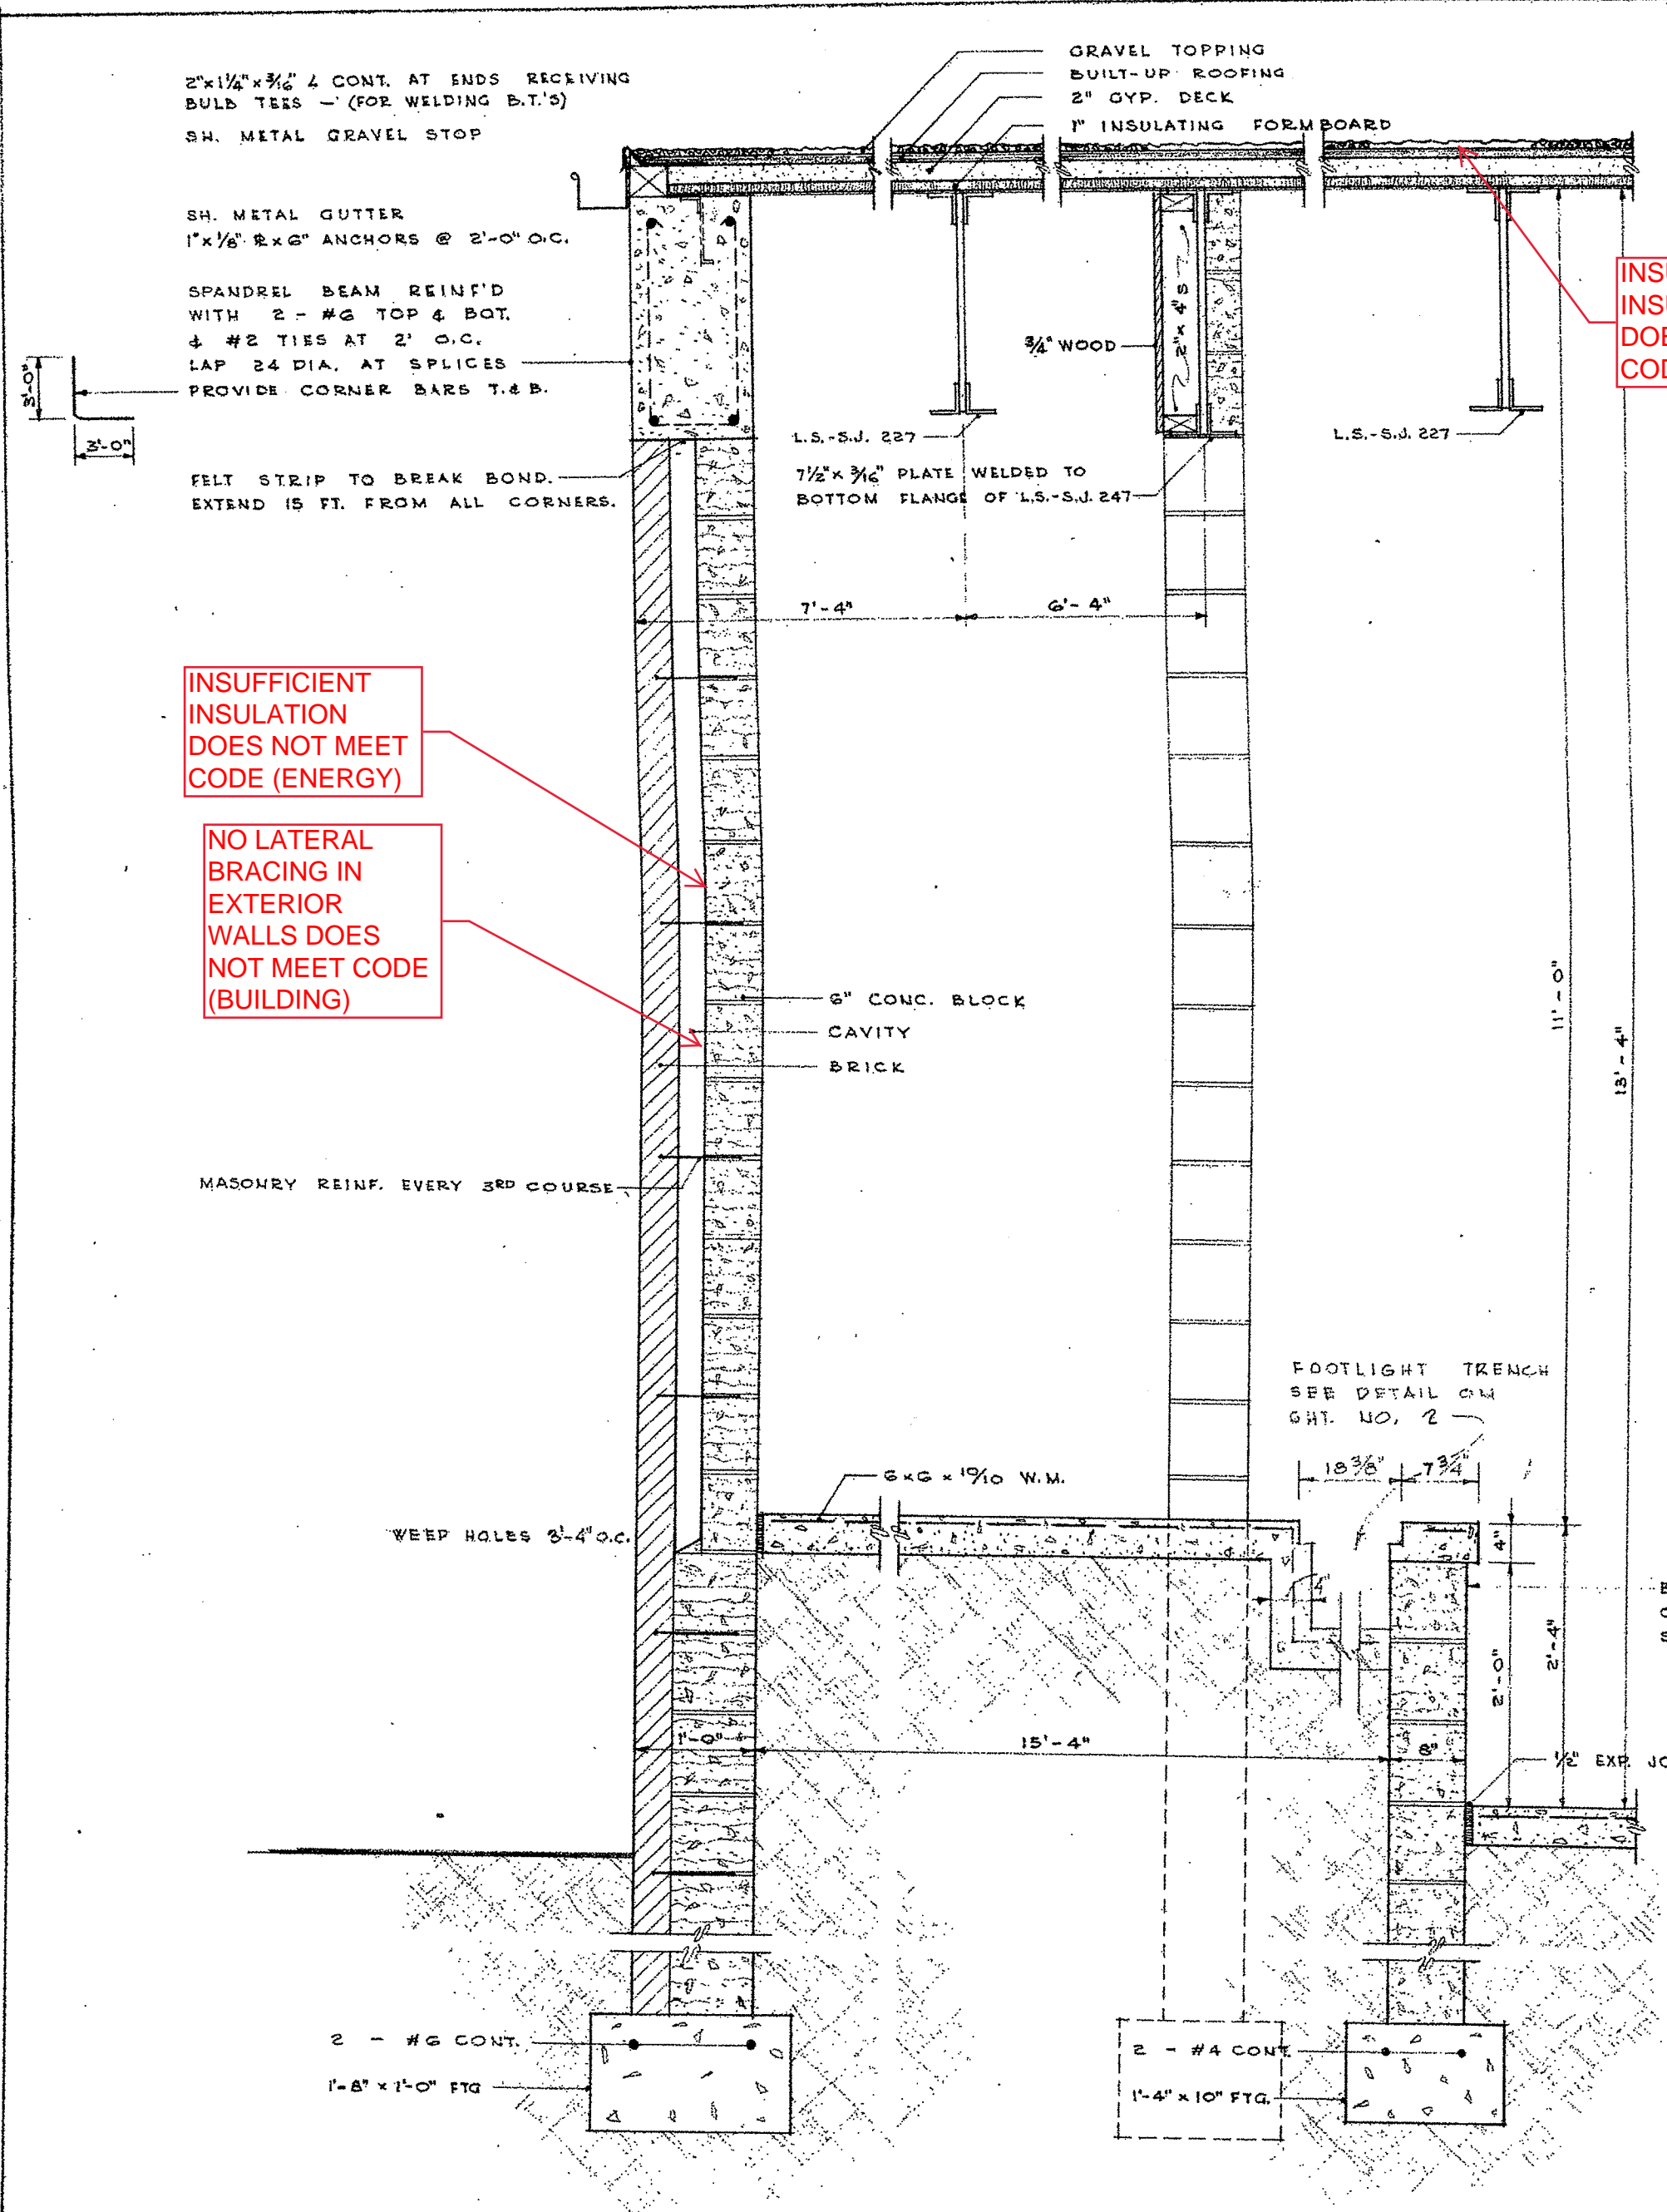 2"x1¼"x3/16" ∠ CONT. AT ENDS RECEIVING
BULB TEES - (FOR WELDING B.T.'S)
SH. METAL GRAVEL STOP
SH. METAL GUTTER
1"x⅛" ℞x6" ANCHORS @ 2'-0" O.C.
SPANDREL BEAM REINF'D
WITH 2 - #6 TOP & BOT.
& #2 TIES AT 2' O.C.
LAP 24 DIA. AT SPLICES
PROVIDE CORNER BARS T.& B.
3'-0"
3'-0"
FELT STRIP TO BREAK BOND.
EXTEND 15 FT. FROM ALL CORNERS.
GRAVEL TOPPING
BUILT-UP ROOFING
2" GYP. DECK
1" INSULATING FORMBOARD
¾" WOOD
2"x4"S
L.S.-S.J. 227
L.S.-S.J. 227
7½"x 3/16" PLATE WELDED TO
BOTTOM FLANGE OF L.S.-S.J. 247
7'-4"
6'-4"
INSUFFICIENT
INSULATION
DOES NOT MEET
CODE (ENERGY)
NO LATERAL
BRACING IN
EXTERIOR
WALLS DOES
NOT MEET CODE
(BUILDING)
6" CONC. BLOCK
CAVITY
BRICK
11'-0"
13'-4"
MASONRY REINF. EVERY 3RD COURSE
FOOTLIGHT TRENCH
SEE DETAIL ON
SHT. NO. 2
18 3/8"
7¾"
6x6 x 10/10 W.M.
WEEP HOLES 3'-4" O.C.
4"
4"
2'-0"
2'-4"
1'-0"
15'-4"
8"
½" EXP.
2 - #6 CONT.
1'-8" x 1'-0" FTG
2 - #4 CONT.
1'-4" x 10" FTG.